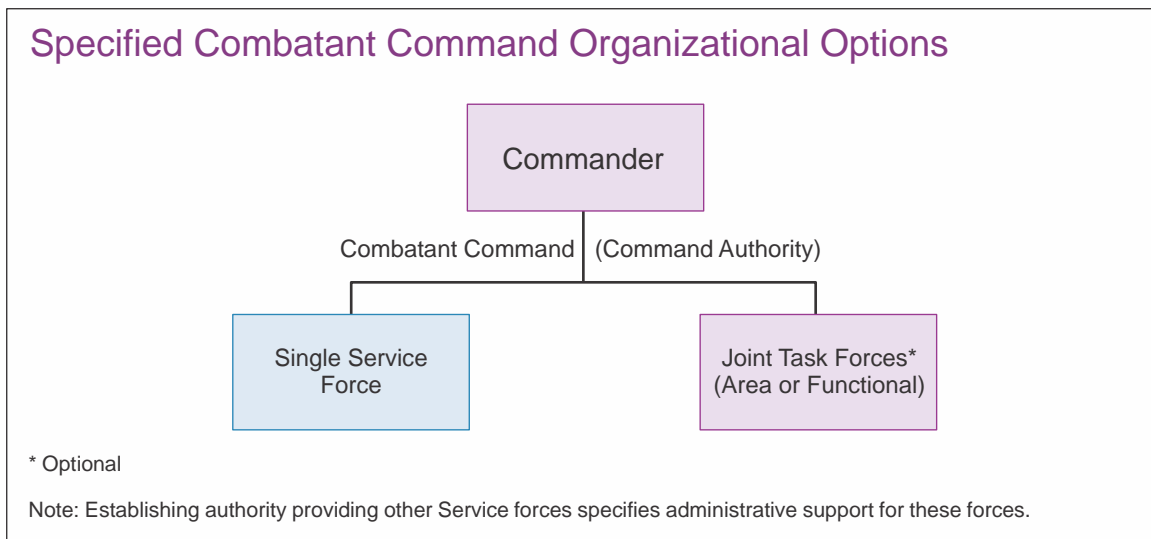 Specified Combatant Command Organizational Options
Commander
Combatant Command (Command Authority)
Single Service
Force
Joint Task Forces*
(Area or Functional)
* Optional
Note: Establishing authority providing other Service forces specifies administrative support for these forces.